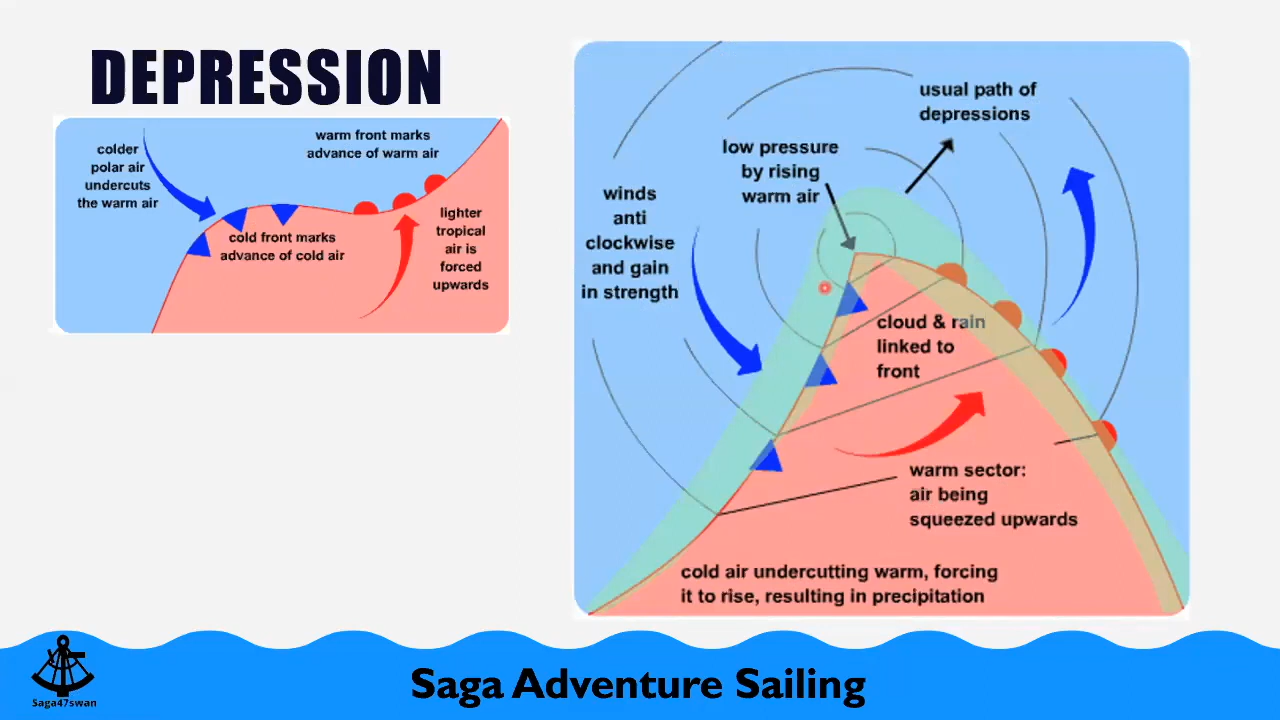 DEPRESSION
colder
polar air
undercuts
the warm air
warm front marks
advance of warm air
cold front marks
advance of cold air
lighter
tropical
air is
forced
upwards
usual path of
depressions
low pressure
by rising
warm air
winds
anti
clockwise
and gain
in strength
cloud & rain
linked to
front
warm sector:
air being
squeezed upwards
cold air undercutting warm, forcing
it to rise, resulting in precipitation
Saga47swan
Saga Adventure Sailing